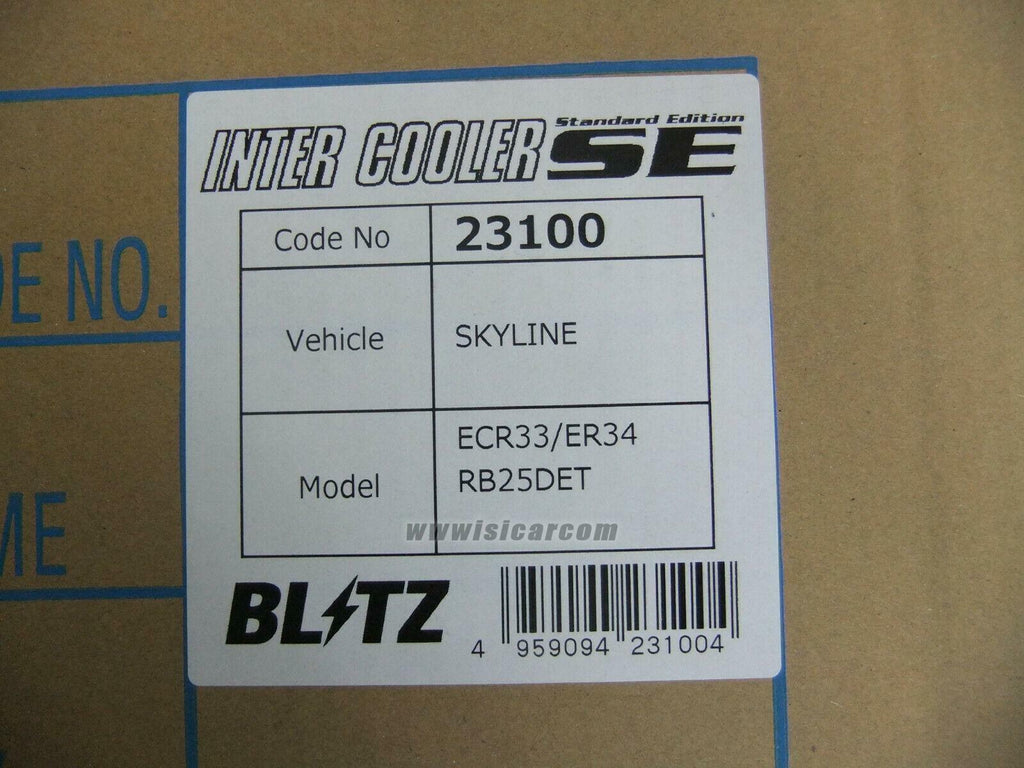 Standard Edition
INTER COOLER SE
Code No 23100
DE NO.
Vehicle SKYLINE
Model ECR33/ER34
RB25DET
wwwisicarcom
ME
BLITZ
4 959094 231004